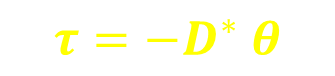 τ = −D* θ